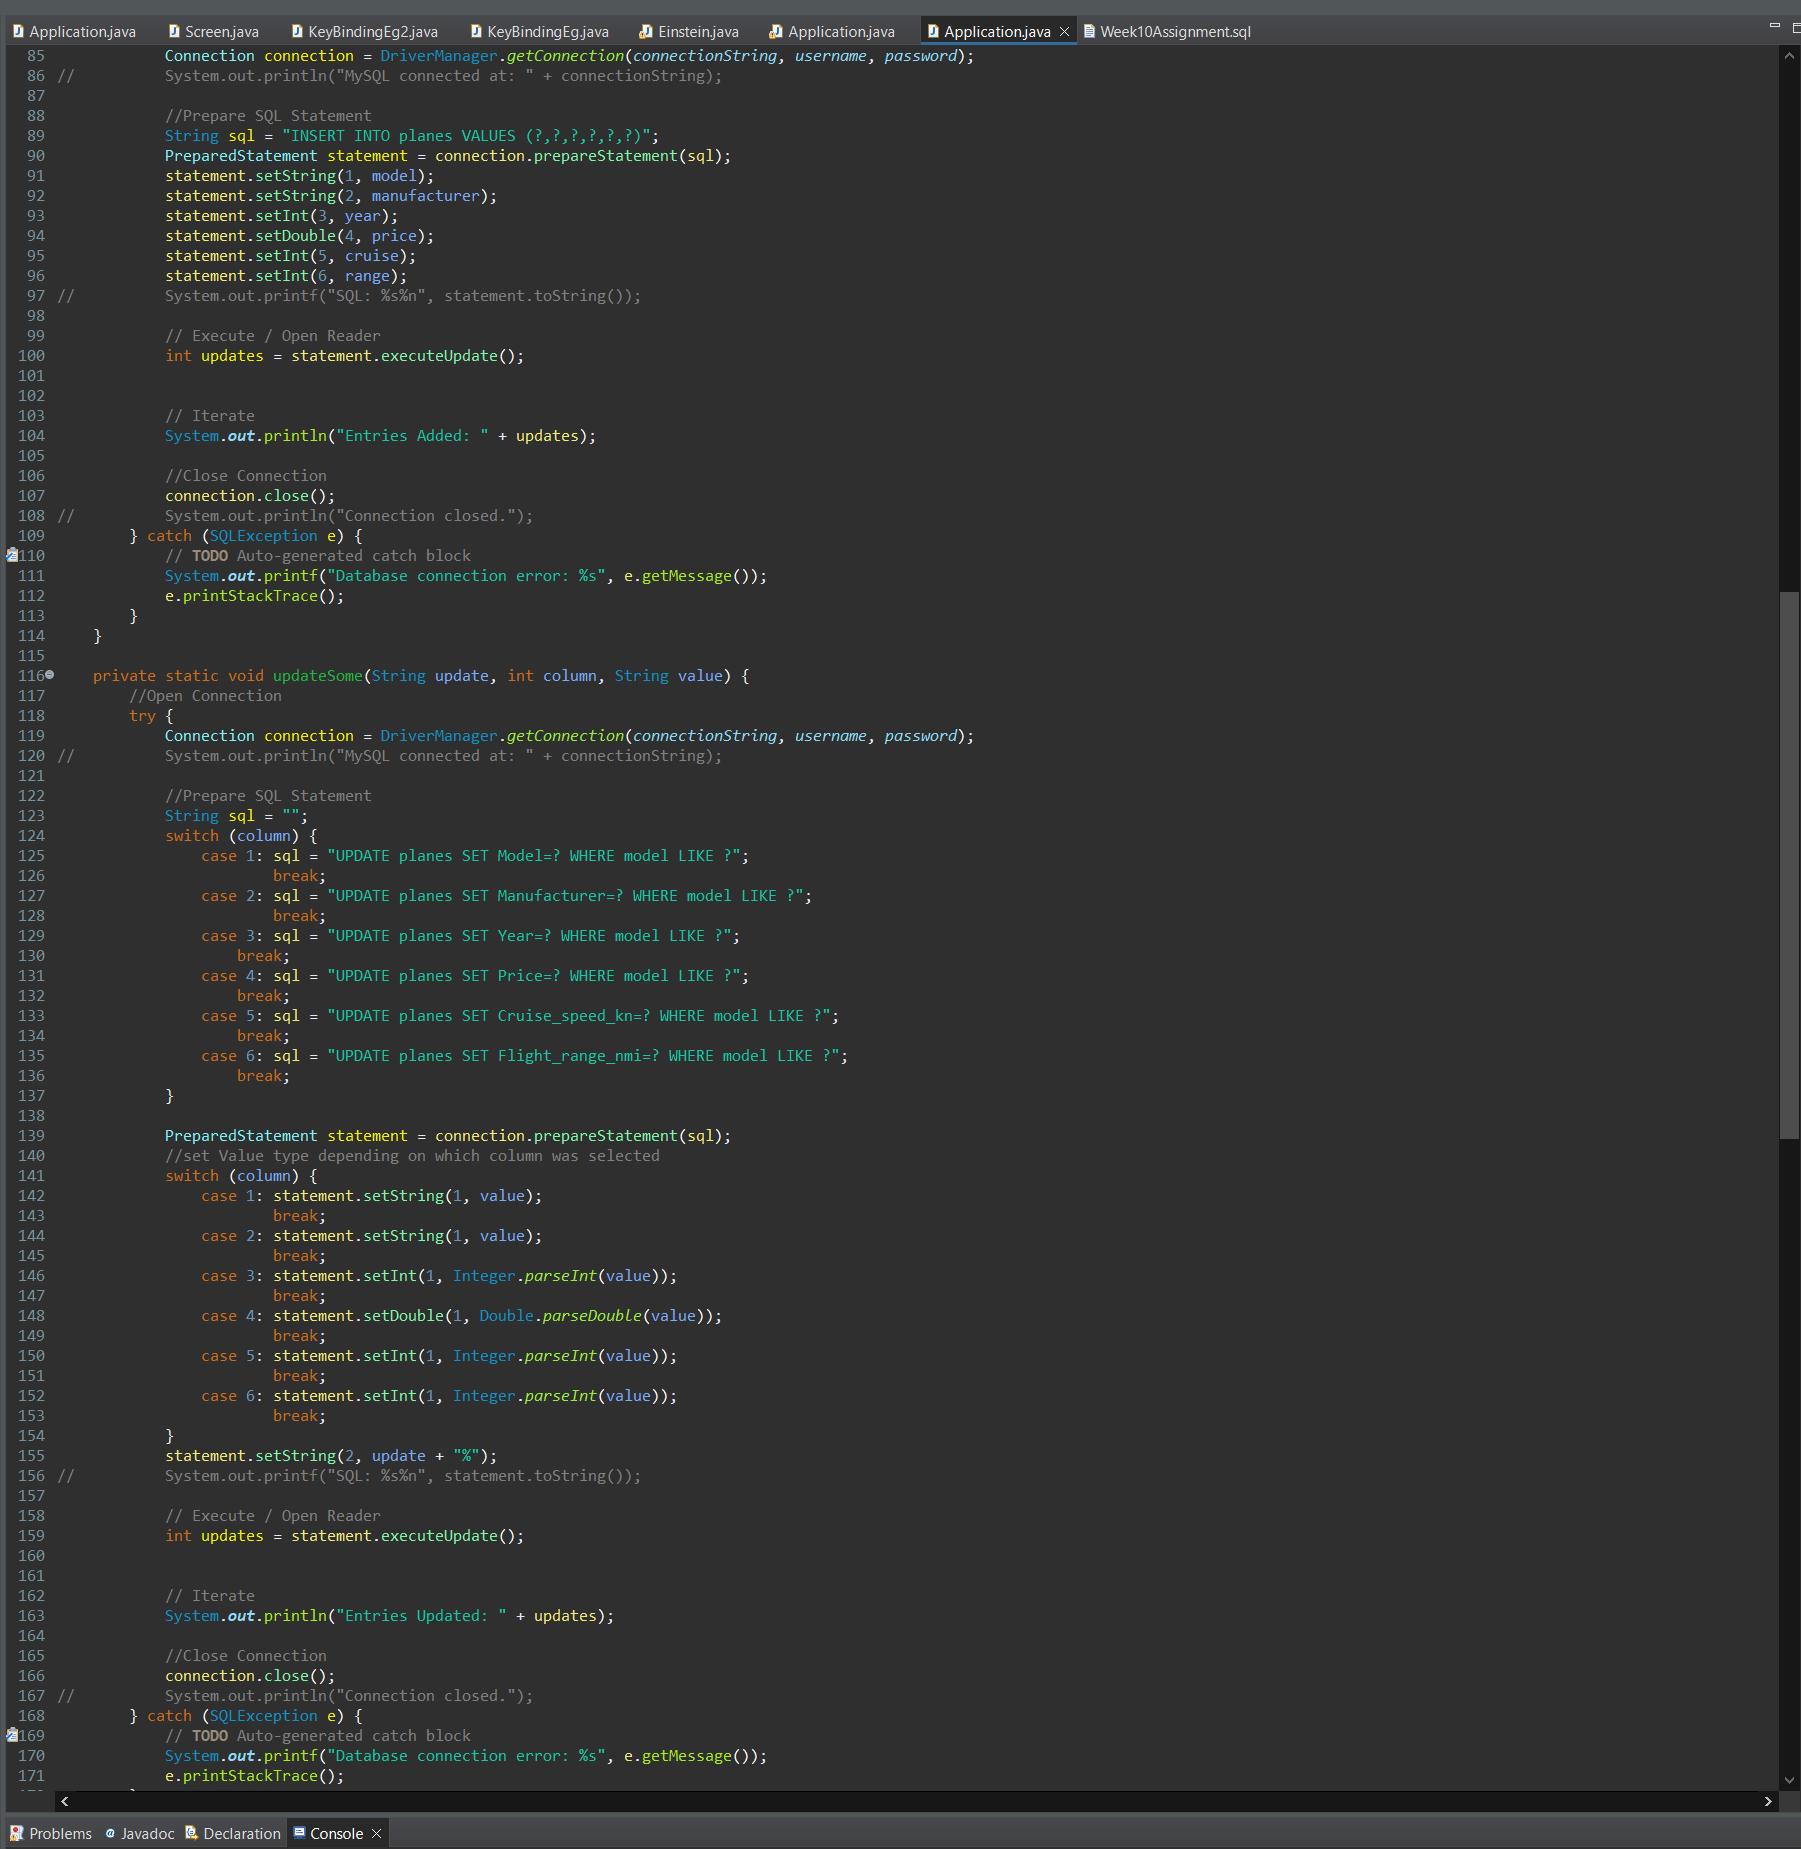 Application.java Screen.java KeyBindingEg2.java KeyBindingEg.java Einstein.java Application.java Application.java Week10Assignment.sql
85 Connection connection = DriverManager.getConnection(connectionString, username, password);
86 // System.out.println("MySQL connected at: " + connectionString);
87
88 //Prepare SQL Statement
89 String sql = "INSERT INTO planes VALUES (?,?,?,?,?,?)";
90 PreparedStatement statement = connection.prepareStatement(sql);
91 statement.setString(1, model);
92 statement.setString(2, manufacturer);
93 statement.setInt(3, year);
94 statement.setDouble(4, price);
95 statement.setInt(5, cruise);
96 statement.setInt(6, range);
97 // System.out.printf("SQL: %s%n", statement.toString());
98
99 // Execute / Open Reader
100 int updates = statement.executeUpdate();
101
102
103 // Iterate
104 System.out.println("Entries Added: " + updates);
105
106 //Close Connection
107 connection.close();
108 // System.out.println("Connection closed.");
109 } catch (SQLException e) {
110 // TODO Auto-generated catch block
111 System.out.printf("Database connection error: %s", e.getMessage());
112 e.printStackTrace();
113 }
114 }
115
116 private static void updateSome(String update, int column, String value) {
117 //Open Connection
118 try {
119 Connection connection = DriverManager.getConnection(connectionString, username, password);
120 // System.out.println("MySQL connected at: " + connectionString);
121
122 //Prepare SQL Statement
123 String sql = "";
124 switch (column) {
125 case 1: sql = "UPDATE planes SET Model=? WHERE model LIKE ?";
126 break;
127 case 2: sql = "UPDATE planes SET Manufacturer=? WHERE model LIKE ?";
128 break;
129 case 3: sql = "UPDATE planes SET Year=? WHERE model LIKE ?";
130 break;
131 case 4: sql = "UPDATE planes SET Price=? WHERE model LIKE ?";
132 break;
133 case 5: sql = "UPDATE planes SET Cruise_speed_kn=? WHERE model LIKE ?";
134 break;
135 case 6: sql = "UPDATE planes SET Flight_range_nmi=? WHERE model LIKE ?";
136 break;
137 }
138
139 PreparedStatement statement = connection.prepareStatement(sql);
140 //set Value type depending on which column was selected
141 switch (column) {
142 case 1: statement.setString(1, value);
143 break;
144 case 2: statement.setString(1, value);
145 break;
146 case 3: statement.setInt(1, Integer.parseInt(value));
147 break;
148 case 4: statement.setDouble(1, Double.parseDouble(value));
149 break;
150 case 5: statement.setInt(1, Integer.parseInt(value));
151 break;
152 case 6: statement.setInt(1, Integer.parseInt(value));
153 break;
154 }
155 statement.setString(2, update + "%");
156 // System.out.printf("SQL: %s%n", statement.toString());
157
158 // Execute / Open Reader
159 int updates = statement.executeUpdate();
160
161
162 // Iterate
163 System.out.println("Entries Updated: " + updates);
164
165 //Close Connection
166 connection.close();
167 // System.out.println("Connection closed.");
168 } catch (SQLException e) {
169 // TODO Auto-generated catch block
170 System.out.printf("Database connection error: %s", e.getMessage());
171 e.printStackTrace();
Problems Javadoc Declaration Console